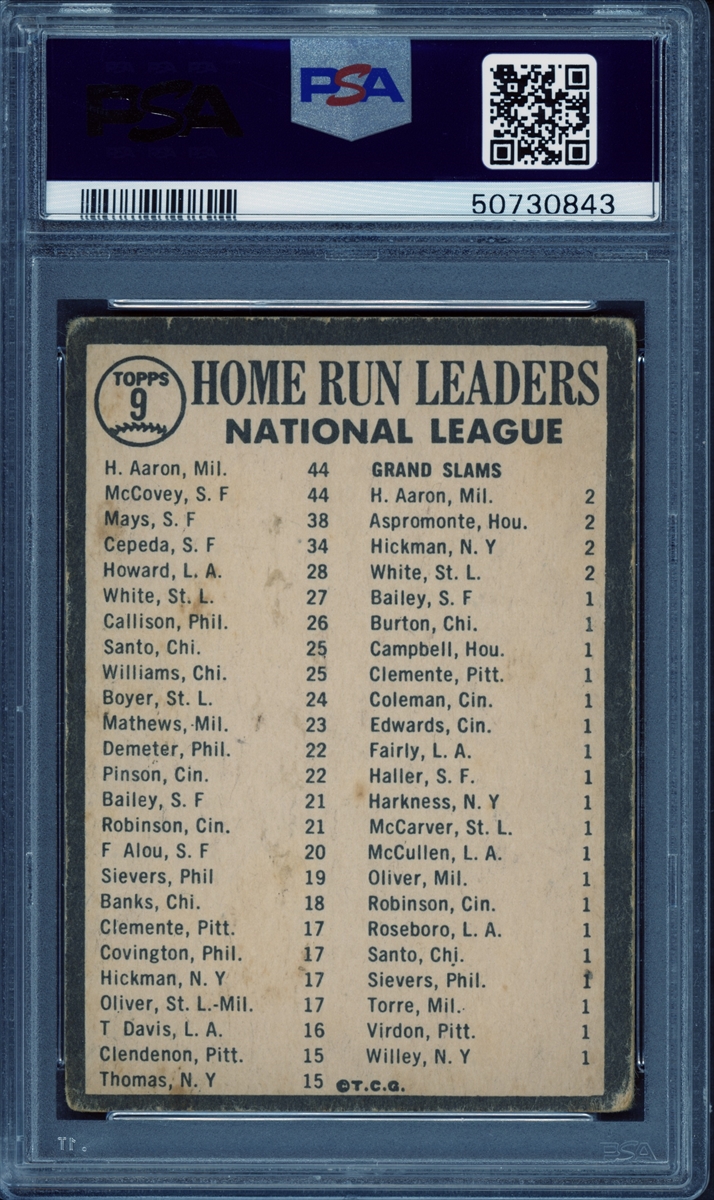 PSA
PSA
50730843
TOPPS
9
HOME RUN LEADERS
NATIONAL LEAGUE
H. Aaron, Mil. 44
McCovey, S. F 44
Mays, S. F 38
Cepeda, S. F 34
Howard, L. A. 28
White, St. L. 27
Callison, Phil. 26
Santo, Chi. 25
Williams, Chi. 25
Boyer, St. L. 24
Mathews, Mil. 23
Demeter, Phil. 22
Pinson, Cin. 22
Bailey, S. F 21
Robinson, Cin. 21
F Alou, S. F 20
Sievers, Phil 19
Banks, Chi. 18
Clemente, Pitt. 17
Covington, Phil. 17
Hickman, N. Y 17
Oliver, St. L.-Mil. 17
T Davis, L. A. 16
Clendenon, Pitt. 15
Thomas, N. Y 15
GRAND SLAMS
H. Aaron, Mil. 2
Aspromonte, Hou. 2
Hickman, N. Y 2
White, St. L. 2
Bailey, S. F 1
Burton, Chi. 1
Campbell, Hou. 1
Clemente, Pitt. 1
Coleman, Cin. 1
Edwards, Cin. 1
Fairly, L. A. 1
Haller, S. F. 1
Harkness, N. Y 1
McCarver, St. L. 1
McCullen, L. A. 1
Oliver, Mil. 1
Robinson, Cin. 1
Roseboro, L. A. 1
Santo, Chi. 1
Sievers, Phil. 1
Torre, Mil. 1
Virdon, Pitt. 1
Willey, N. Y 1
©T.C.G.
PSA